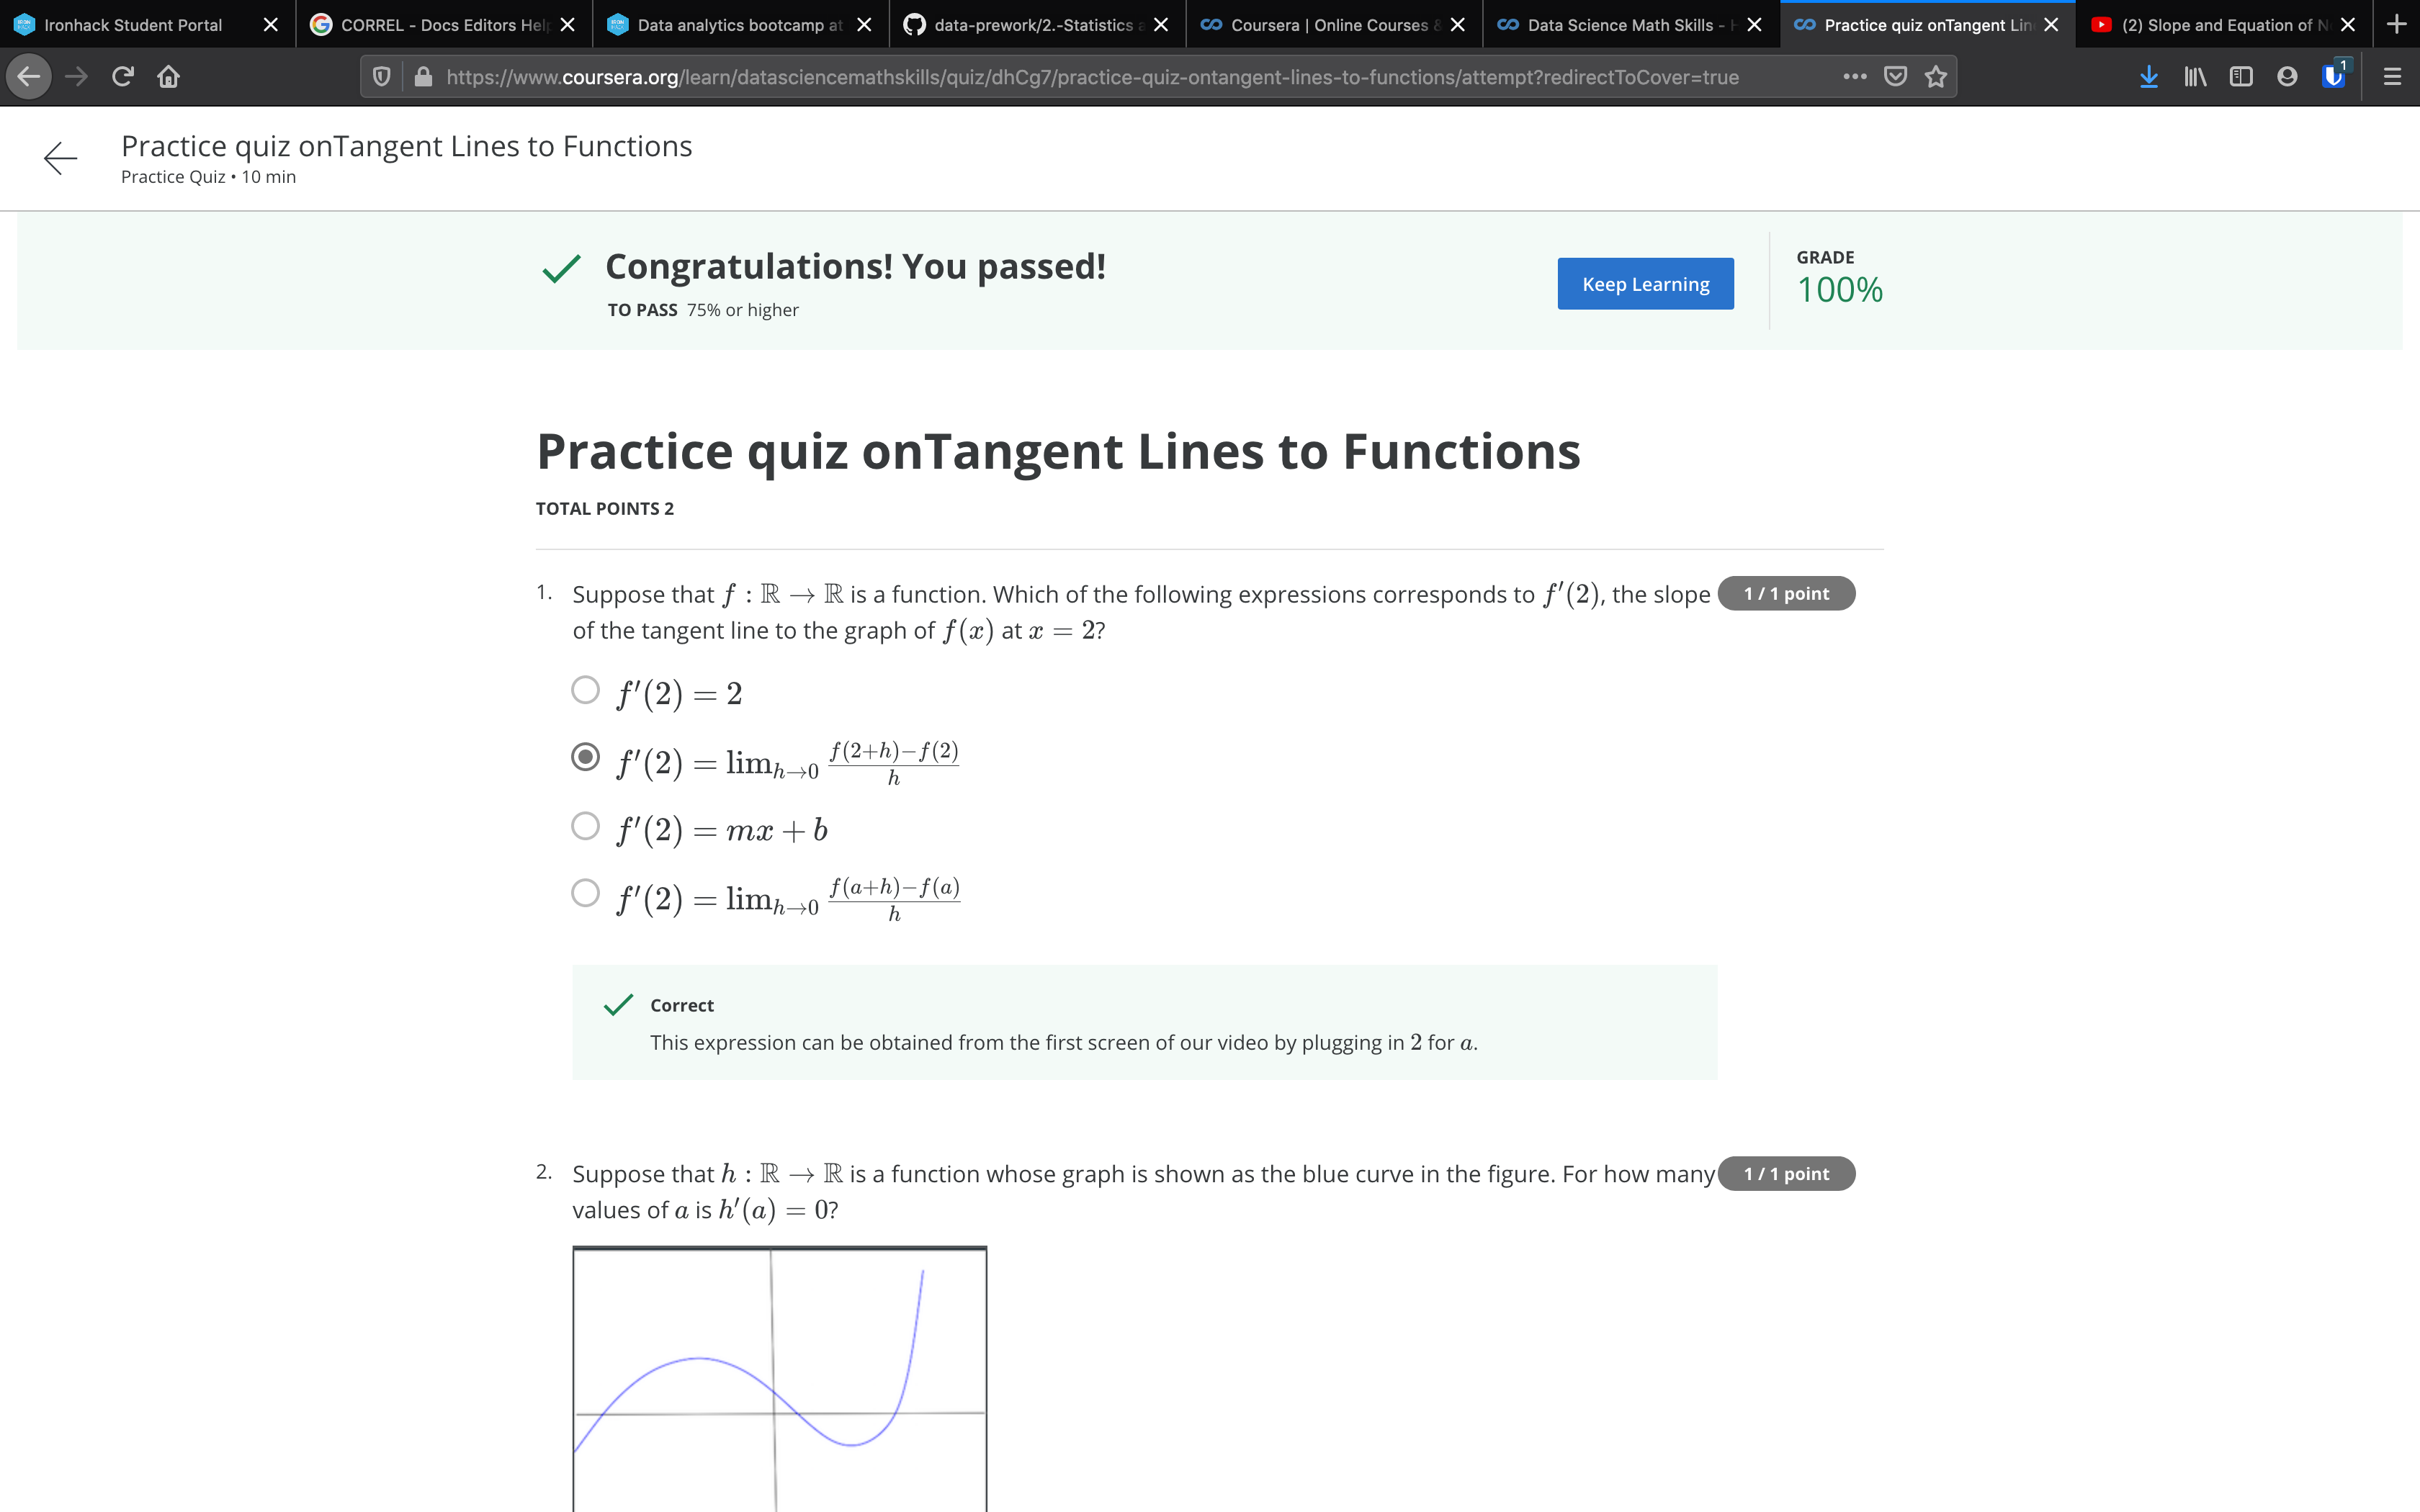 Ironhack Student Portal
CORREL - Docs Editors Help
Data analytics bootcamp at
data-prework/2.-Statistics a
Coursera | Online Courses &
Data Science Math Skills - H
Practice quiz onTangent Lin
(2) Slope and Equation of N
https://www.coursera.org/learn/datasciencemathskills/quiz/dhCg7/practice-quiz-ontangent-lines-to-functions/attempt?redirectToCover=true
1
Practice quiz onTangent Lines to Functions
Practice Quiz • 10 min
Congratulations! You passed!
TO PASS 75% or higher
Keep Learning
GRADE
100%
Practice quiz onTangent Lines to Functions
TOTAL POINTS 2
1. Suppose that f : ℝ → ℝ is a function. Which of the following expressions corresponds to f′(2), the slope
1 / 1 point
of the tangent line to the graph of f(x) at x = 2?
f′(2) = 2
f′(2) = lim_{h→0} \frac{f(2+h)−f(2)}{h}
f′(2) = mx + b
f′(2) = lim_{h→0} \frac{f(a+h)−f(a)}{h}
Correct
This expression can be obtained from the first screen of our video by plugging in 2 for a.
2. Suppose that h : ℝ → ℝ is a function whose graph is shown as the blue curve in the figure. For how many
1 / 1 point
values of a is h′(a) = 0?